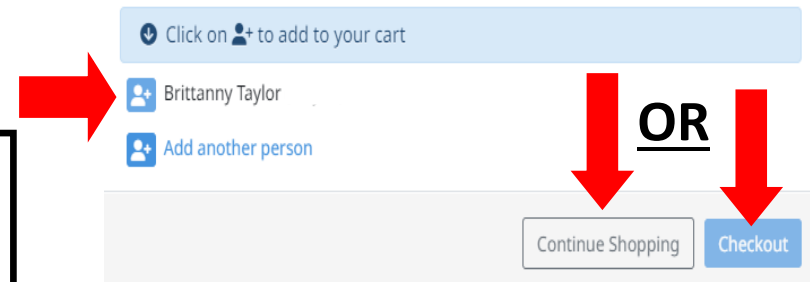 Click on + to add to your cart
Brittanny Taylor
Add another person
OR
Continue Shopping
Checkout